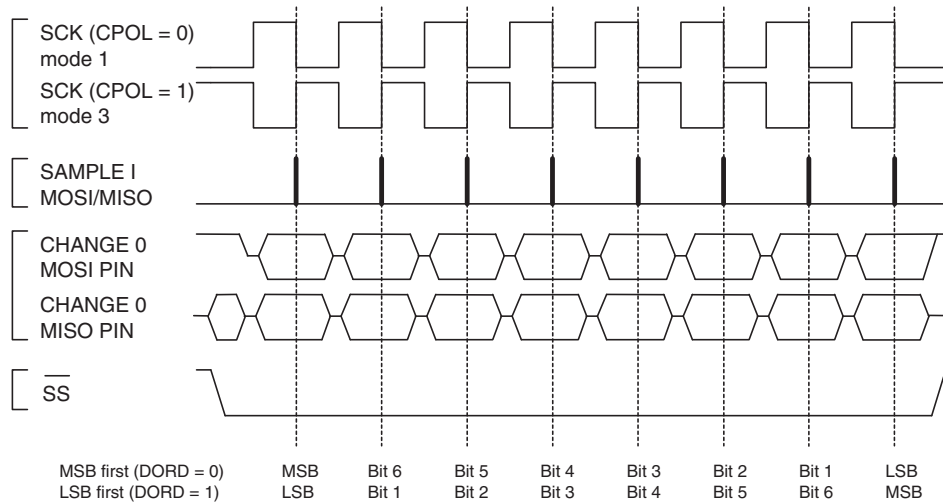 SCK (CPOL = 0)
mode 1
SCK (CPOL = 1)
mode 3
SAMPLE I
MOSI/MISO
CHANGE 0
MOSI PIN
CHANGE 0
MISO PIN
SS
MSB first (DORD = 0) MSB Bit 6 Bit 5 Bit 4 Bit 3 Bit 2 Bit 1 LSB
LSB first (DORD = 1) LSB Bit 1 Bit 2 Bit 3 Bit 4 Bit 5 Bit 6 MSB